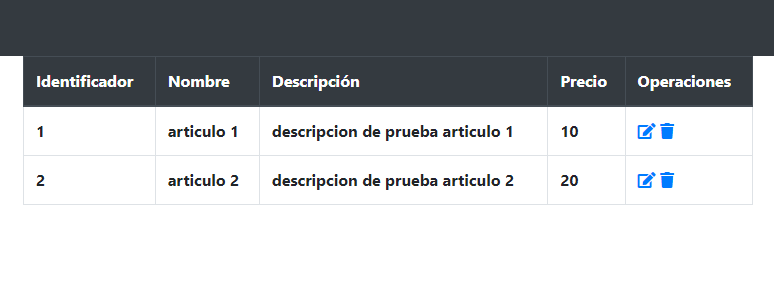 Identificador Nombre Descripción Precio Operaciones
1 articulo 1 descripcion de prueba articulo 1 10
2 articulo 2 descripcion de prueba articulo 2 20